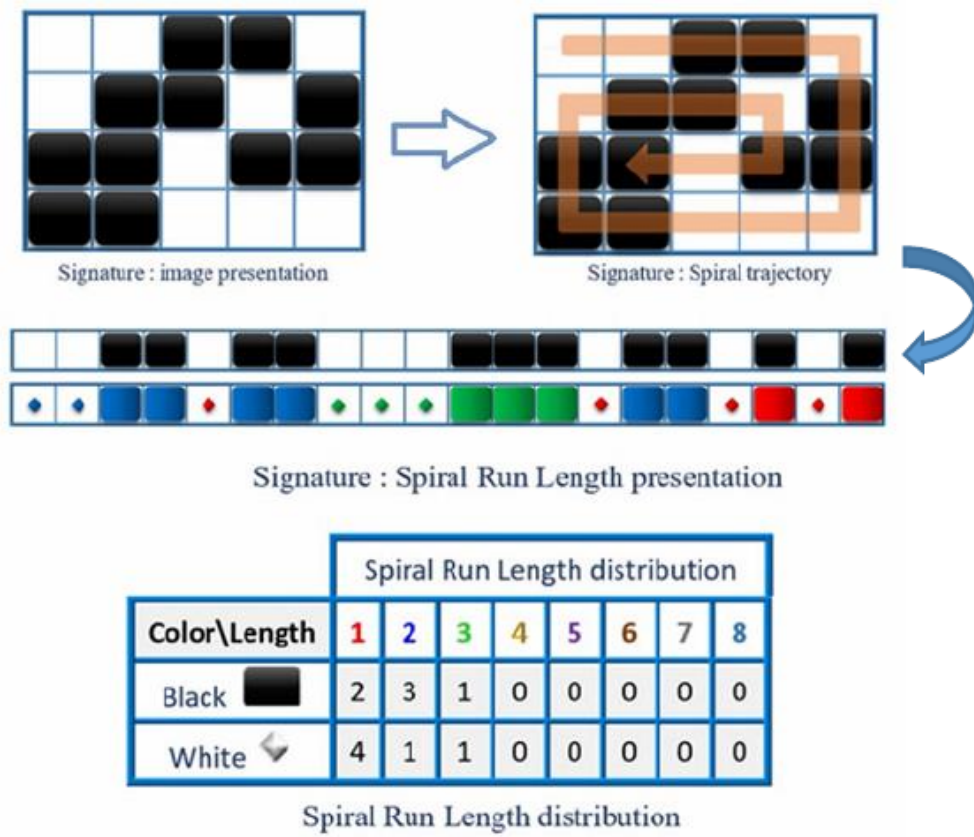 Signature : image presentation
Signature : Spiral trajectory
Signature : Spiral Run Length presentation
Spiral Run Length distribution
Color\Length 1 2 3 4 5 6 7 8
Black 2 3 1 0 0 0 0 0
White 4 1 1 0 0 0 0 0
Spiral Run Length distribution